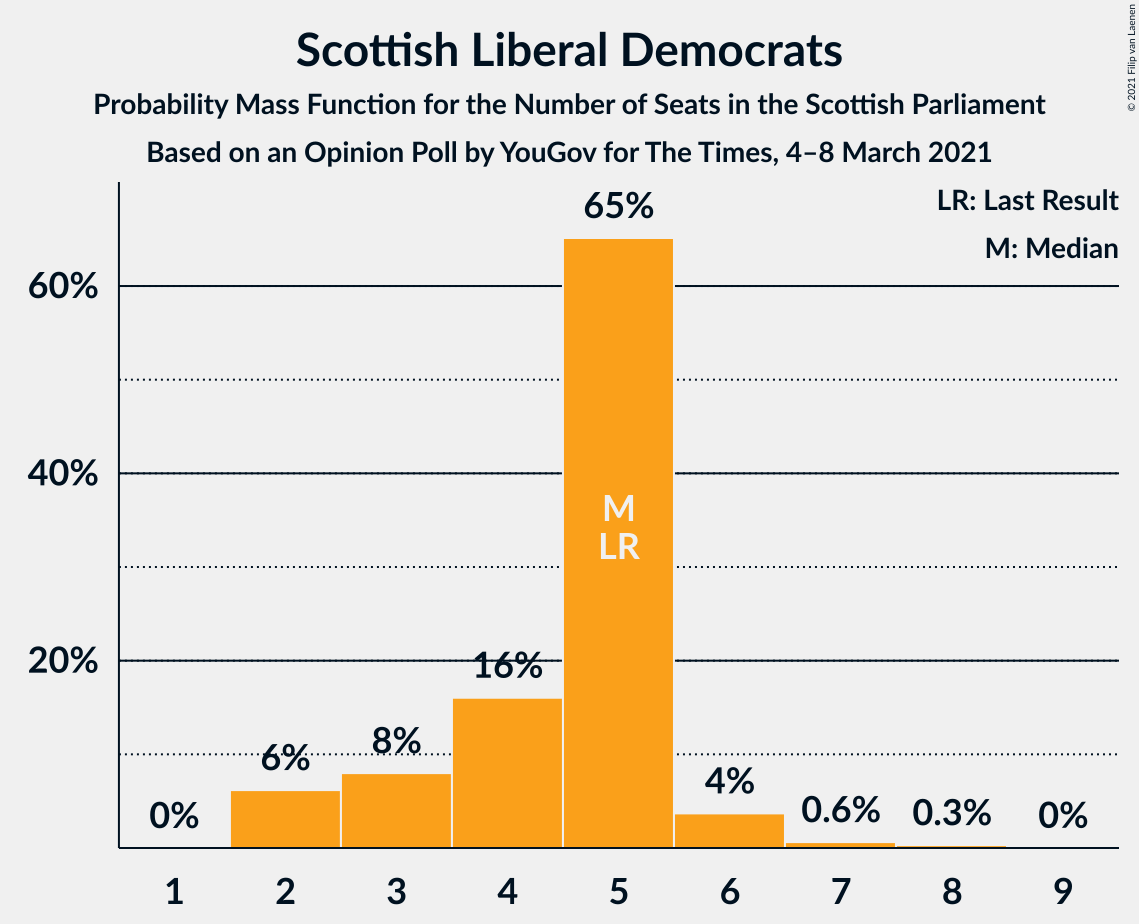 Scottish Liberal Democrats
Probability Mass Function for the Number of Seats in the Scottish Parliament
Based on an Opinion Poll by YouGov for The Times, 4–8 March 2021
© 2021 Filip van Laenen
LR: Last Result
M: Median
60%
40%
20%
0%
6%
8%
16%
65%
M
LR
4%
0.6%
0.3%
0%
1 2 3 4 5 6 7 8 9